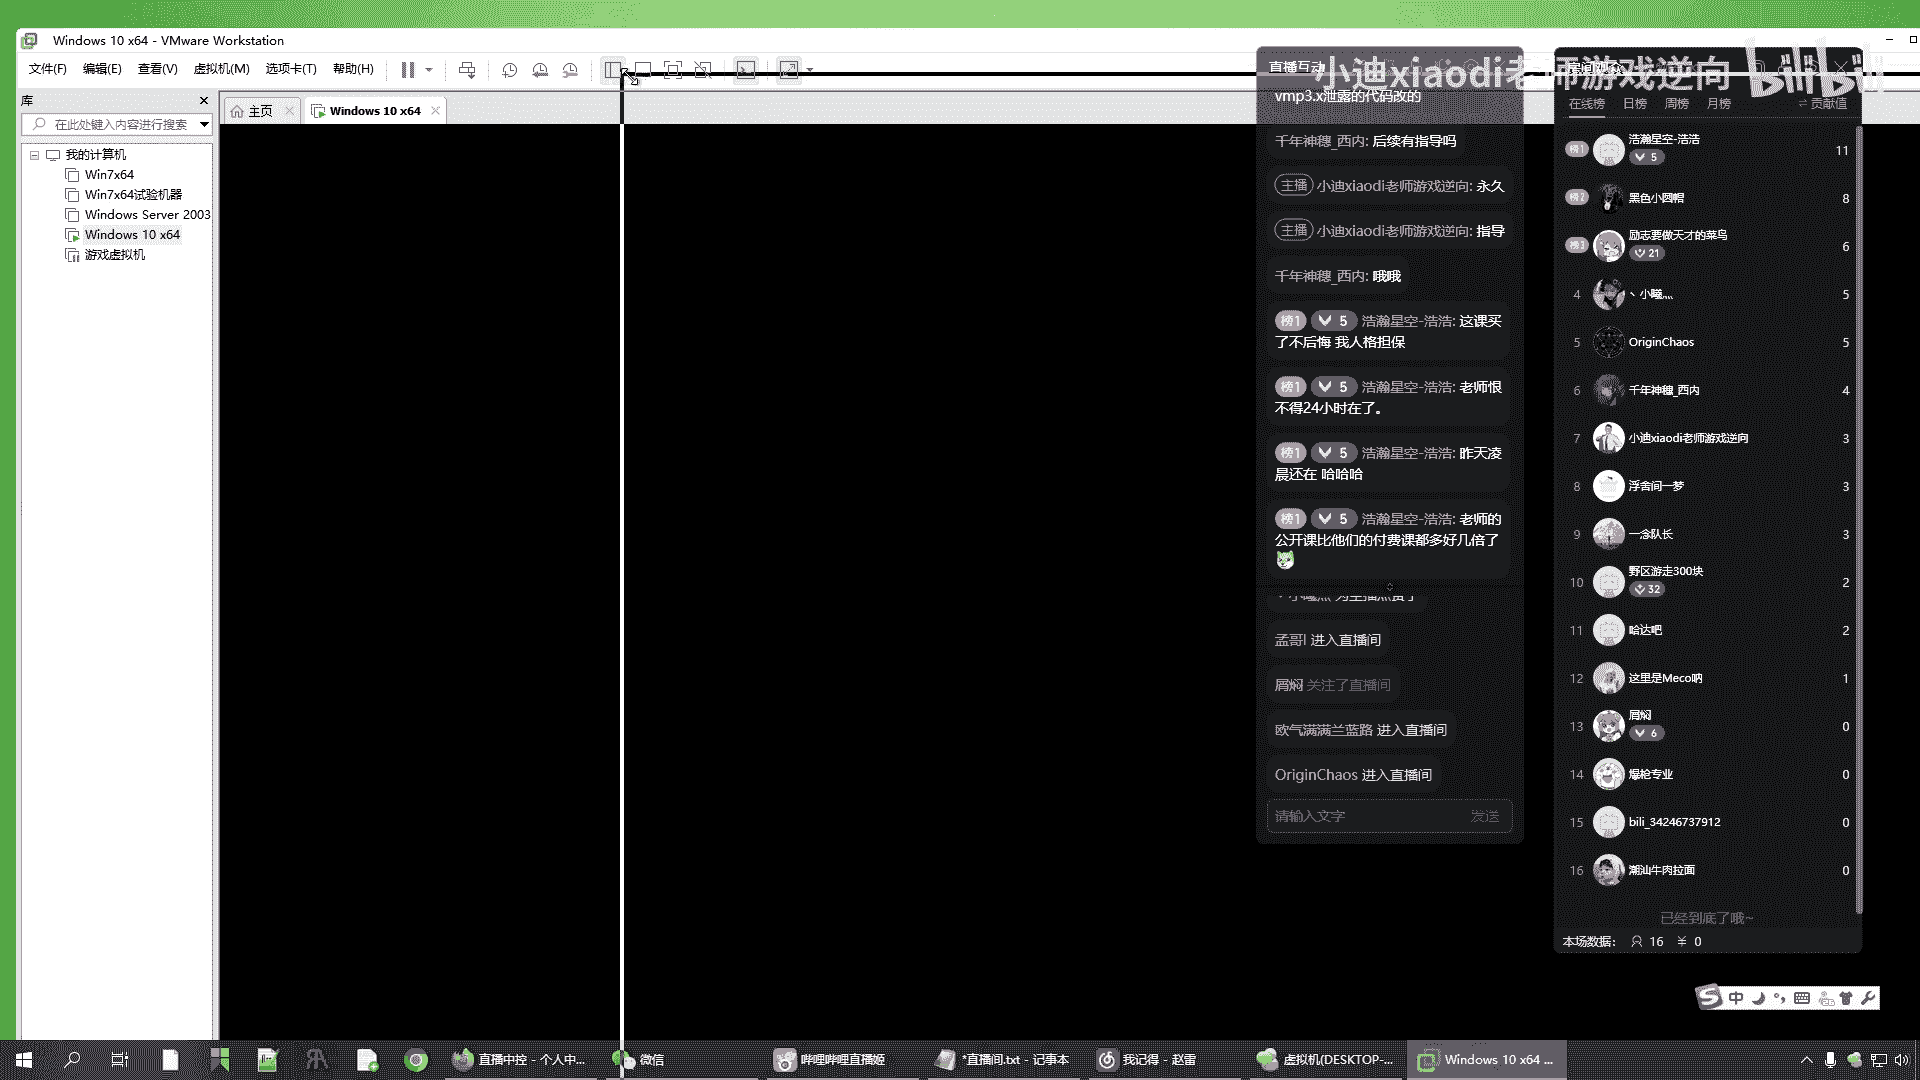 Windows 10 x64 - VMware Workstation
文件(F) 编辑(E) 查看(V) 虚拟机(M) 选项卡(T) 帮助(H)
库
在此处键入内容进行搜索
我的计算机
Win7x64
Win7x64试验机器
Windows Server 2003
Windows 10 x64
游戏虚拟机
主页
Windows 10 x64
小迪xiaodi老师游戏逆向 bilibili
直播互动
vmp3.x泄露的代码改的
千年神穗_西内: 后续有指导吗
主播 小迪xiaodi老师游戏逆向: 永久
主播 小迪xiaodi老师游戏逆向: 指导
千年神穗_西内: 哦哦
榜1 5 浩瀚星空-浩浩: 这课买
了不后悔 我人格担保
榜1 5 浩瀚星空-浩浩: 老师恨
不得24小时在了。
榜1 5 浩瀚星空-浩浩: 昨天凌
晨还在 哈哈哈
榜1 5 浩瀚星空-浩浩: 老师的
公开课比他们的付费课都多好几倍了
孟哥l 进入直播间
屑焖 关注了直播间
欧气满满兰蓝路 进入直播间
OriginChaos 进入直播间
请输入文字 发送
在线榜 日榜 周榜 月榜 贡献值
榜1 浩瀚星空-浩浩 5 11
榜2 黑色小圆帽 8
榜3 励志要做天才的菜鸟 21 6
4 丶小曦灬 5
5 OriginChaos 5
6 千年神穗_西内 4
7 小迪xiaodi老师游戏逆向 3
8 浮舍间一梦 3
9 一念队长 3
10 野区游走300块 32 2
11 哈达吧 2
12 这里是Meco呐 1
13 屑焖 6 0
14 爆枪专业 0
15 bili_34246737912 0
16 潮汕牛肉拉面 0
已经到底了哦~
本场数据: 16 ¥ 0
中
直播中控 - 个人中...
微信
哔哩哔哩直播姬
*直播间.txt - 记事本
我记得 - 赵雷
虚拟机(DESKTOP-...
Windows 10 x64 ...